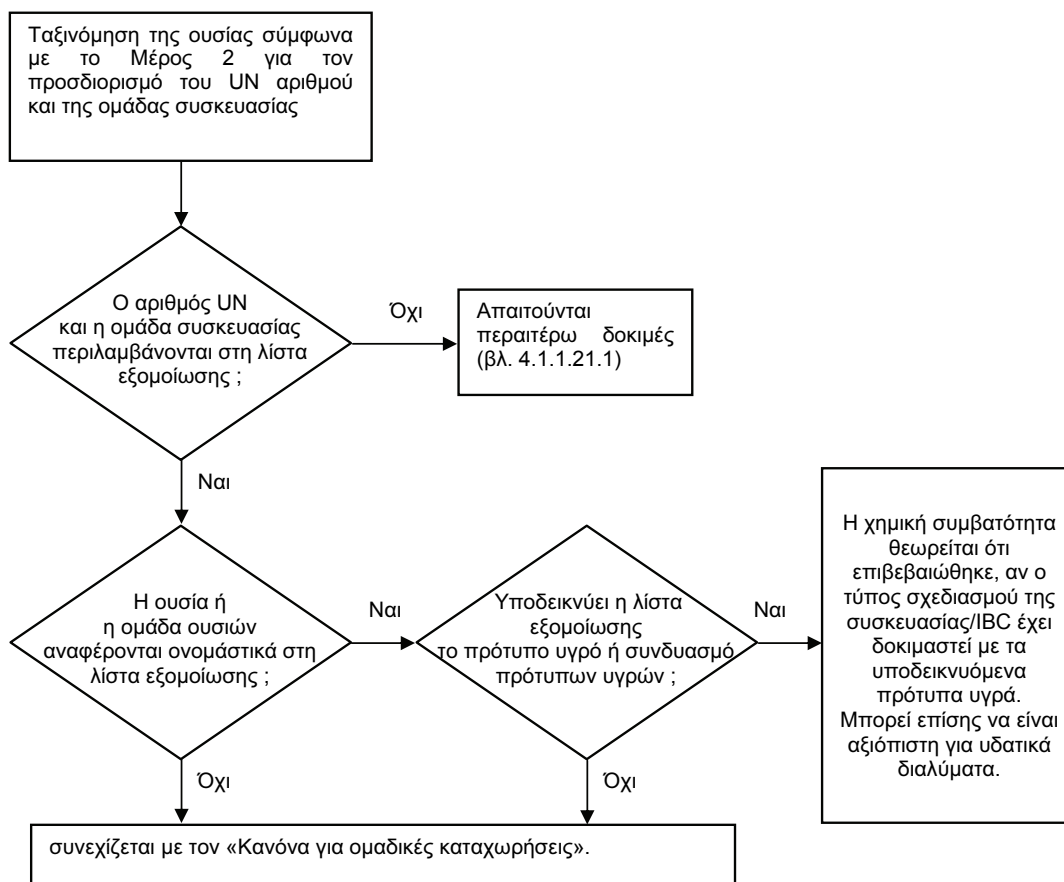 Ταξινόμηση της ουσίας σύμφωνα
με το Μέρος 2 για τον
προσδιορισμό του UN αριθμού
και της ομάδας συσκευασίας
Ο αριθμός UN
και η ομάδα συσκευασίας
περιλαμβάνονται στη λίστα
εξομοίωσης ;
Όχι
Απαιτούνται
περαιτέρω δοκιμές
(βλ. 4.1.1.21.1)
Ναι
Η ουσία ή
η ομάδα ουσιών
αναφέρονται ονομάστικά στη
λίστα εξομοίωσης ;
Ναι
Υποδεικνύει η λίστα
εξομοίωσης
το πρότυπο υγρό ή συνδυασμό
πρότυπων υγρών ;
Ναι
Η χημική συμβατότητα
θεωρείται ότι
επιβεβαιώθηκε, αν ο
τύπος σχεδιασμού της
συσκευασίας/IBC έχει
δοκιμαστεί με τα
υποδεικνυόμενα
πρότυπα υγρά.
Μπορεί επίσης να είναι
αξιόπιστη για υδατικά
διαλύματα.
Όχι
Όχι
συνεχίζεται με τον «Κανόνα για ομαδικές καταχωρήσεις».